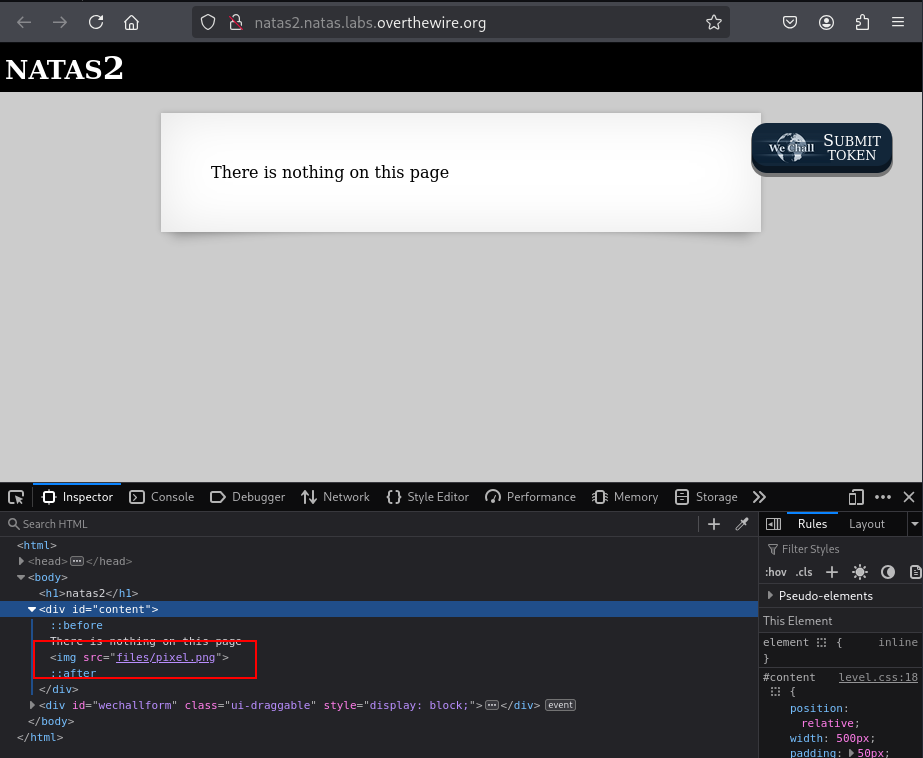 natas2.natas.labs.overthewire.org
NATAS2
There is nothing on this page
We Chall
SUBMIT
TOKEN
Inspector Console Debugger Network Style Editor Performance Memory Storage
Search HTML
Rules Layout
<html>
<head> ••• </head>
<body>
<h1>natas2</h1>
<div id="content">
::before
There is nothing on this page
<img src="files/pixel.png">
::after
</div>
<div id="wechallform" class="ui-draggable" style="display: block;"> ••• </div> event
</body>
</html>
Filter Styles
:hov .cls
Pseudo-elements
This Element
element { inline
}
#content level.css:18
{
position:
relative;
width: 500px;
padding: 50px;